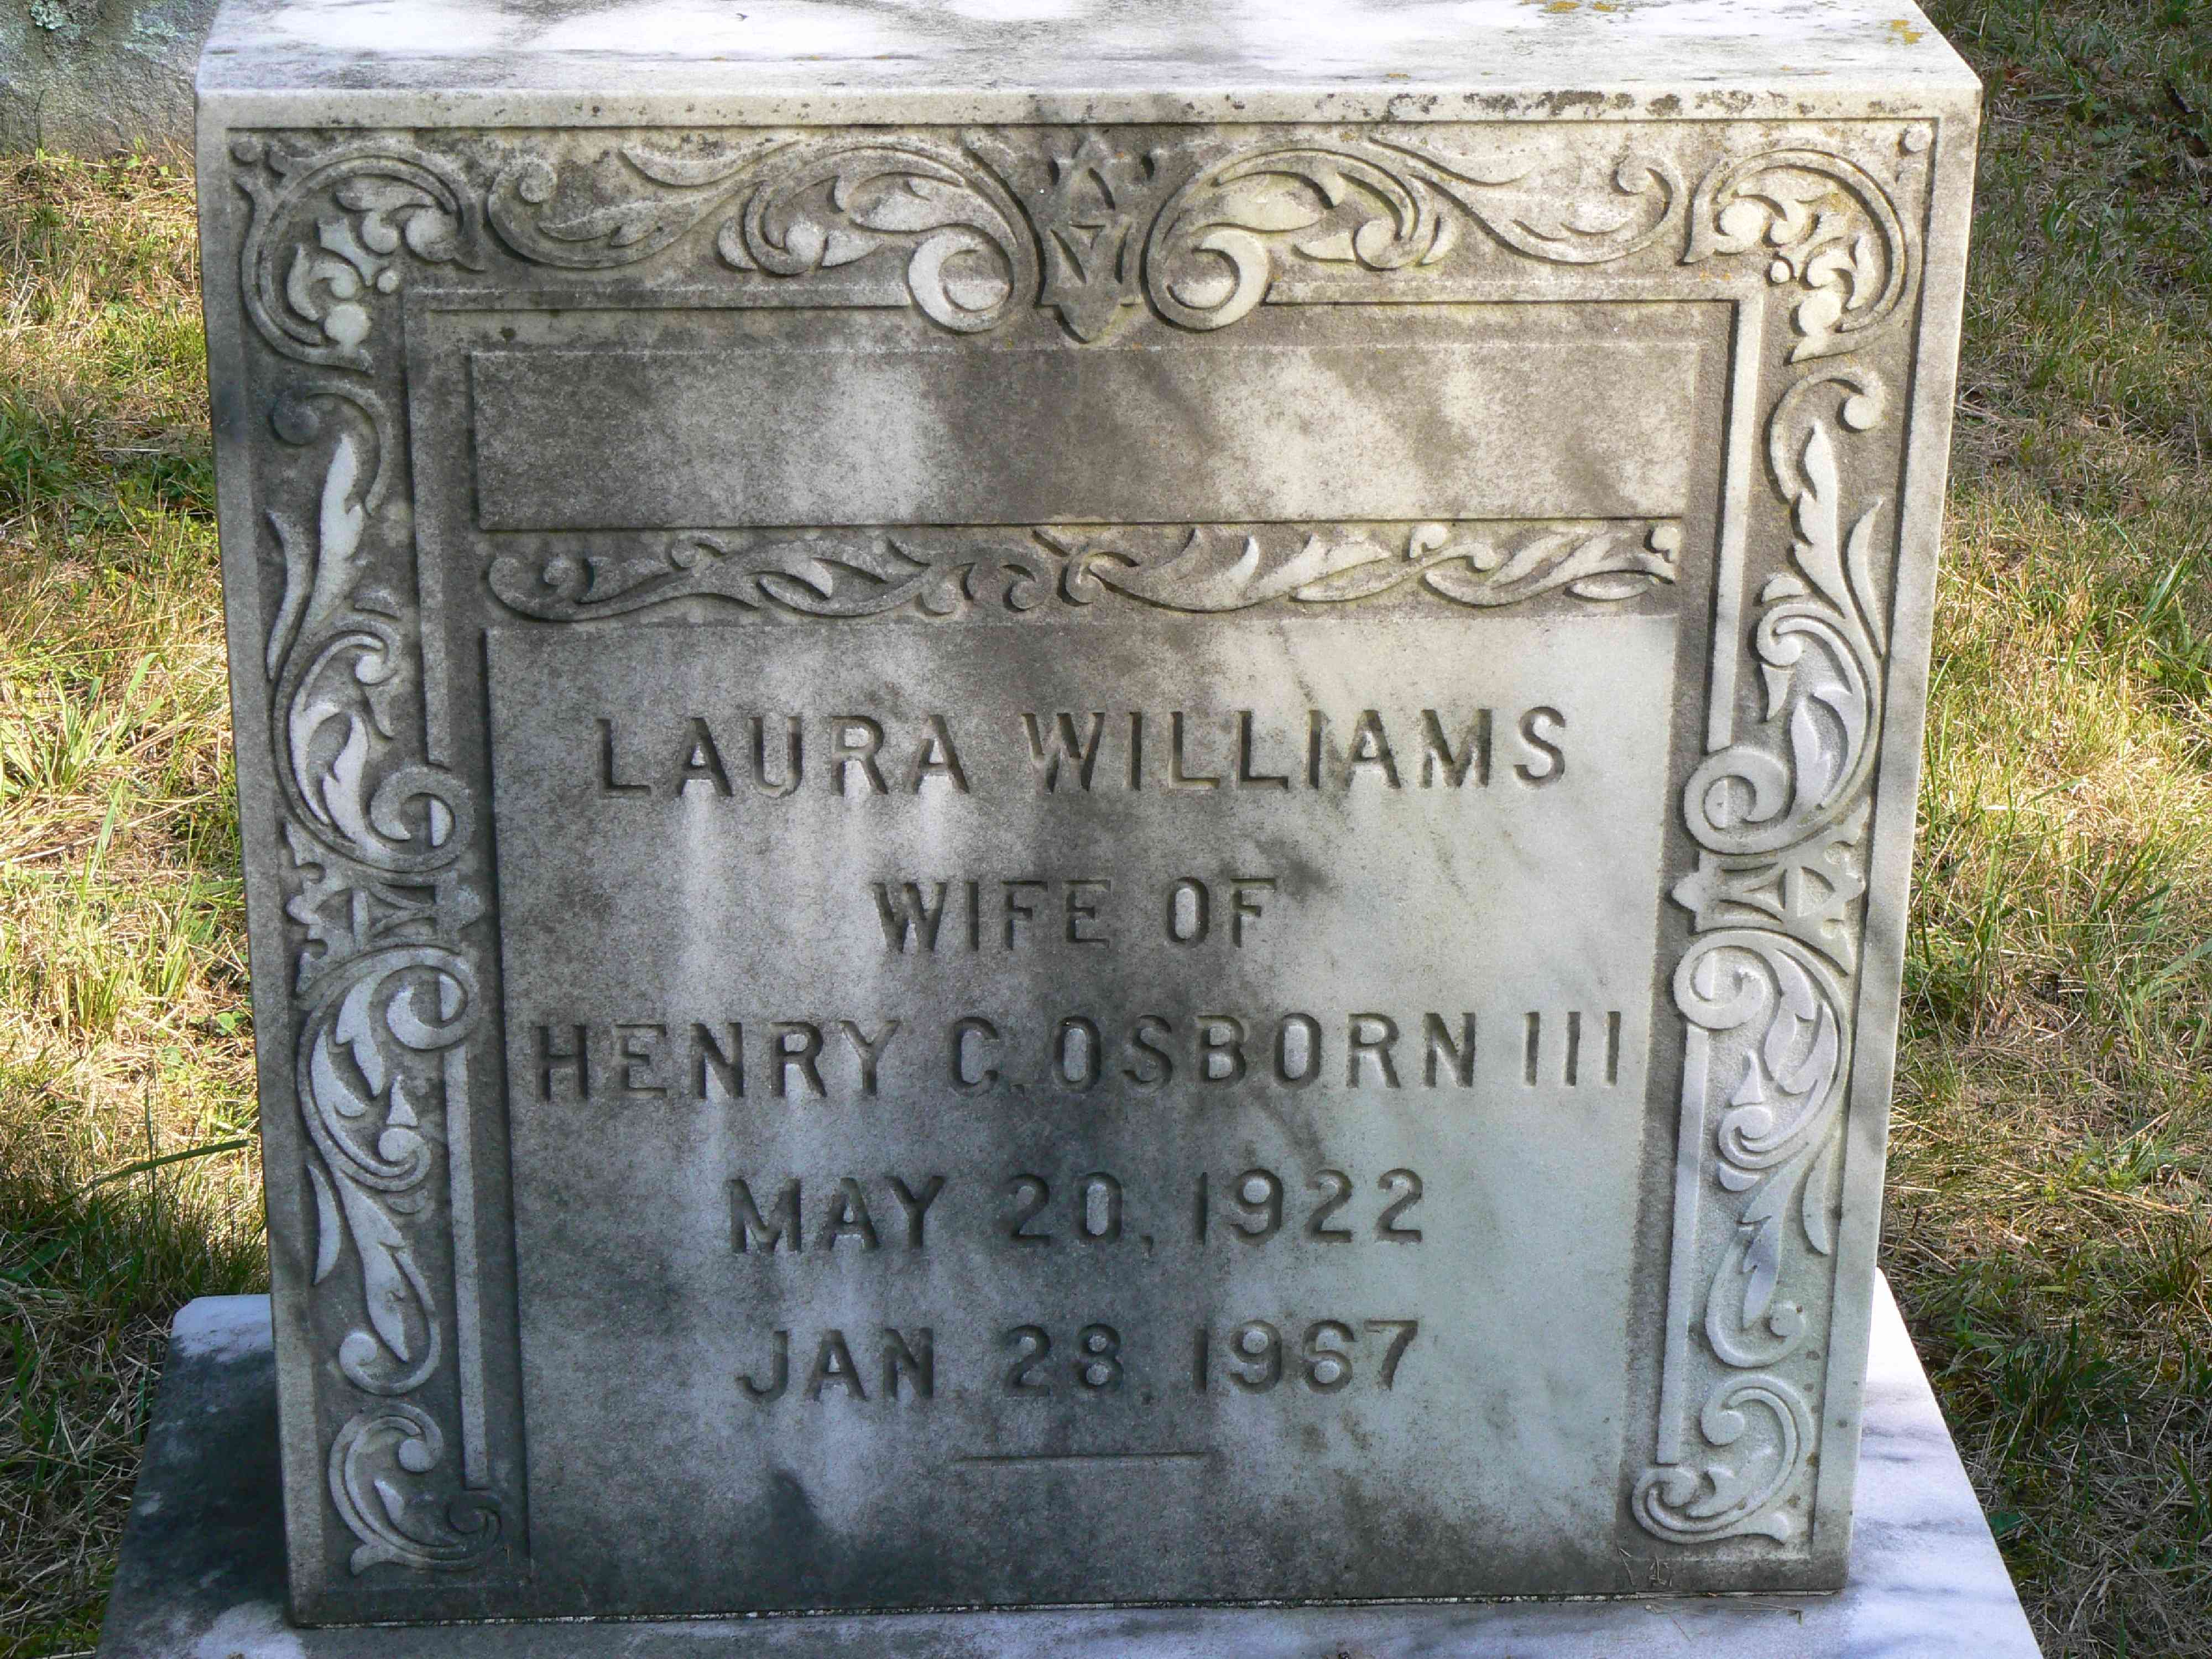 LAURA WILLIAMS
WIFE OF
HENRY C. OSBORN III
MAY 20, 1922
JAN. 28, 1967